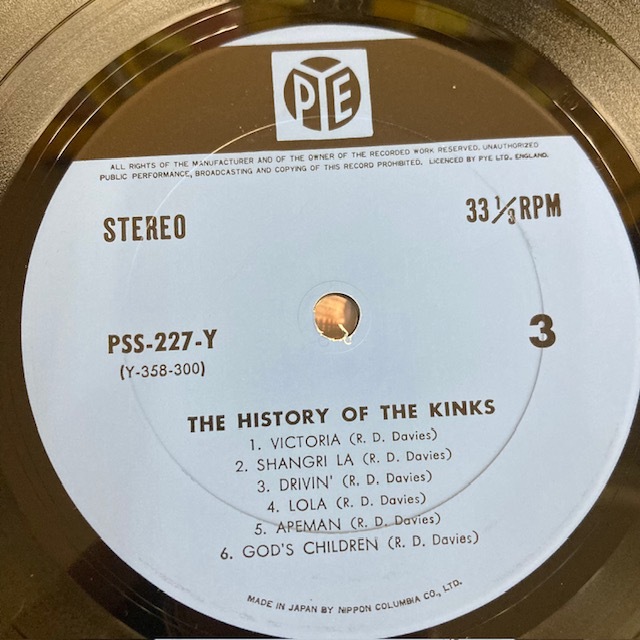 PYE
ALL RIGHTS OF THE MANUFACTURER AND OF THE OWNER OF THE RECORDED WORK RESERVED. UNAUTHORIZED
PUBLIC PERFORMANCE, BROADCASTING AND COPYING OF THIS RECORD PROHIBITED. LICENCED BY PYE LTD., ENGLAND.
STEREO
33 1/3 RPM
PSS-227-Y
(Y-358-300)
3
THE HISTORY OF THE KINKS
1. VICTORIA (R. D. Davies)
2. SHANGRI LA (R. D. Davies)
3. DRIVIN' (R. D. Davies)
4. LOLA (R. D. Davies)
5. APEMAN (R. D. Davies)
6. GOD'S CHILDREN (R. D. Davies)
MADE IN JAPAN BY NIPPON COLUMBIA CO., LTD.